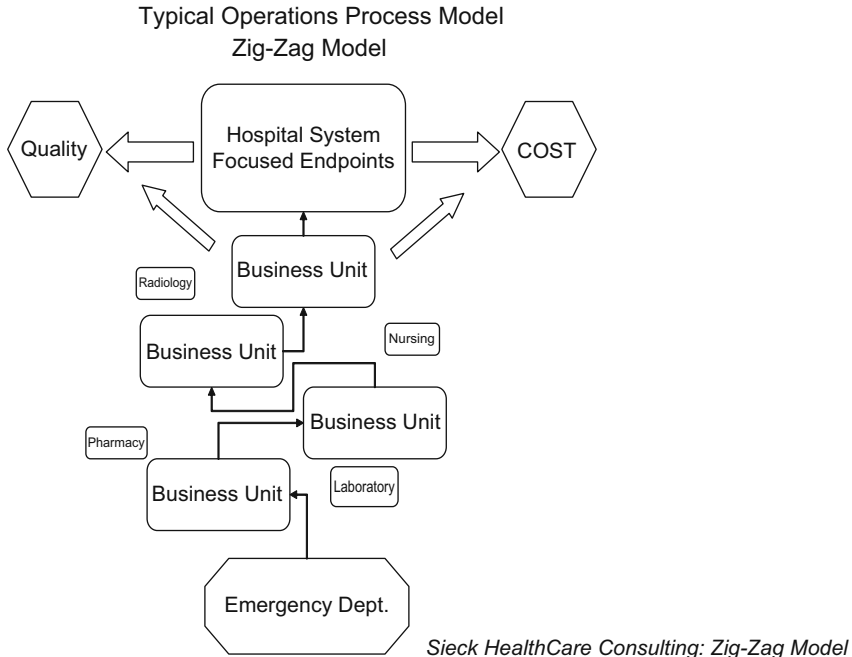 Typical Operations Process Model
Zig-Zag Model
Hospital System
Focused Endpoints
Quality
COST
Business Unit
Radiology
Business Unit
Nursing
Business Unit
Pharmacy
Business Unit
Laboratory
Emergency Dept.
Sieck HealthCare Consulting: Zig-Zag Model